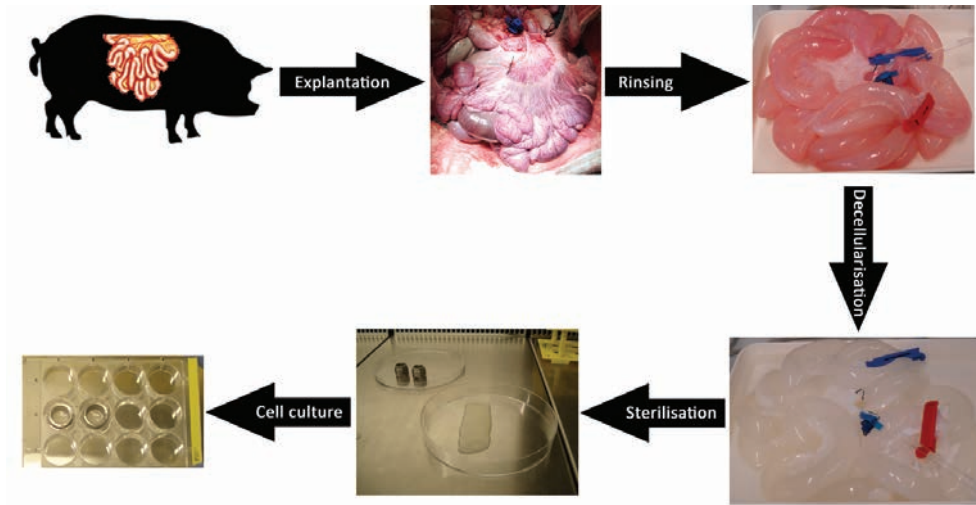 Explantation
Rinsing
Decellularisation
Sterilisation
Cell culture